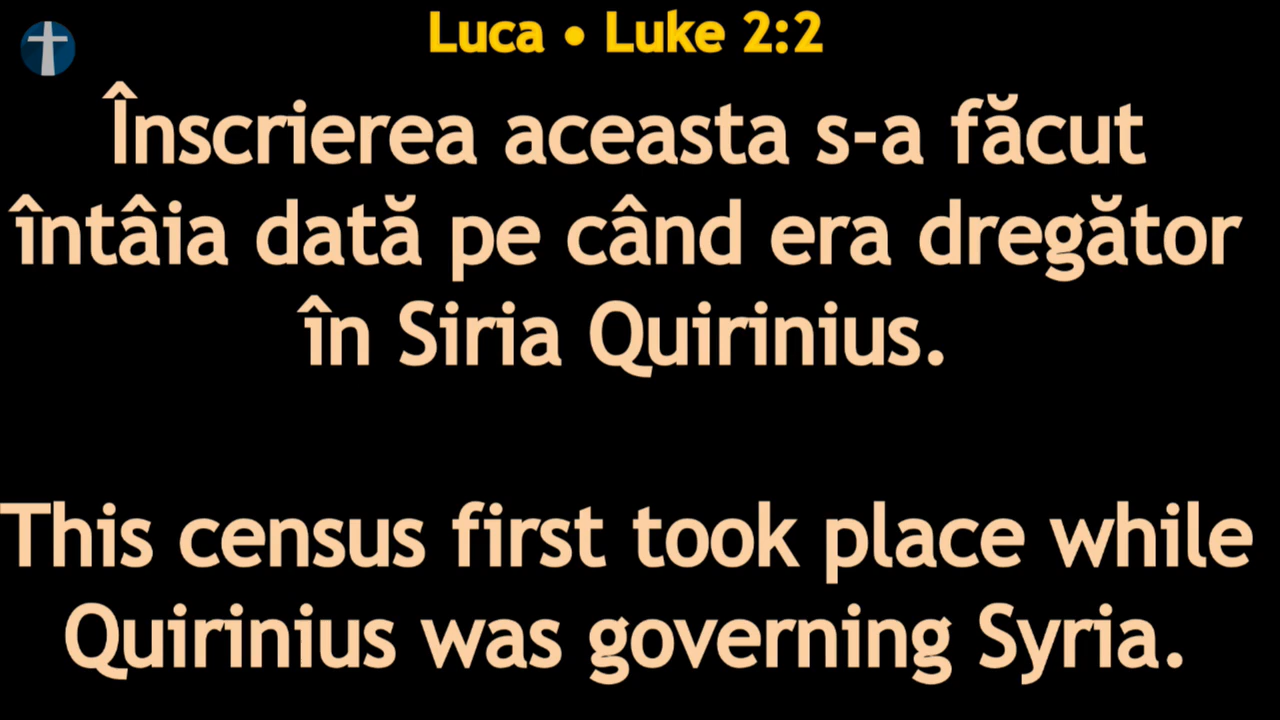 Luca • Luke 2:2
Înscrierea aceasta s-a făcut
întâia dată pe când era dregător
în Siria Quirinius.
This census first took place while
Quirinius was governing Syria.